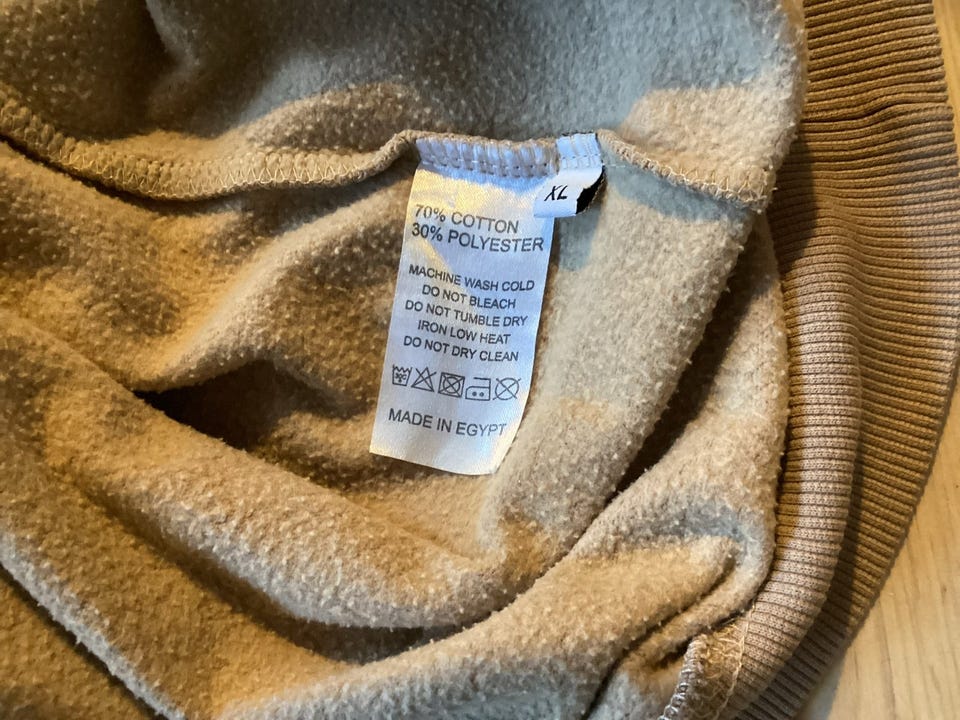 XL
70% COTTON
30% POLYESTER
MACHINE WASH COLD
DO NOT BLEACH
DO NOT TUMBLE DRY
IRON LOW HEAT
DO NOT DRY CLEAN
MADE IN EGYPT